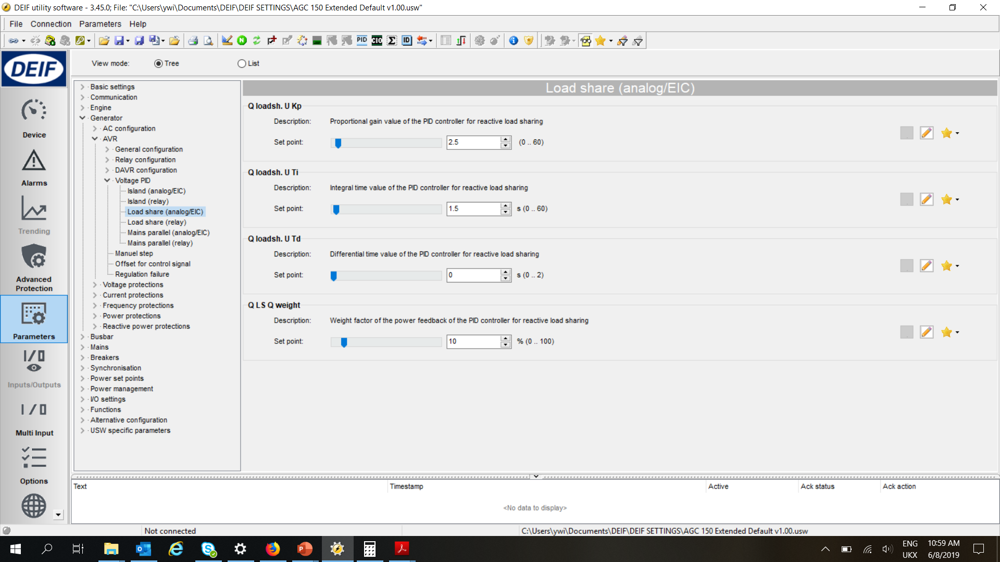 DEIF utility software - 3.45.0; File: "C:\Users\ywi\Documents\DEIF\DEIF SETTINGS\AGC 150 Extended Default v1.00.usw"
File Connection Parameters Help
PID CIO Σ ID
DEIF
View mode: Tree List
Device
Alarms
Trending
Advanced
Protection
Parameters
Inputs/Outputs
I / 0
Multi Input
Options
Basic settings
Communication
Engine
Generator
AC configuration
AVR
General configuration
Relay configuration
DAVR configuration
Voltage PID
Island (analog/EIC)
Island (relay)
Load share (analog/EIC)
Load share (relay)
Mains parallel (analog/EIC)
Mains parallel (relay)
Manuel step
Offset for control signal
Regulation failure
Voltage protections
Current protections
Frequency protections
Power protections
Reactive power protections
Busbar
Mains
Breakers
Synchronisation
Power set points
Power management
I/O settings
Functions
Alternative configuration
USW specific parameters
Load share (analog/EIC)
Q loadsh. U Kp
Description: Proportional gain value of the PID controller for reactive load sharing
Set point: 2.5 (0 .. 60)
Q loadsh. U Ti
Description: Integral time value of the PID controller for reactive load sharing
Set point: 1.5 s (0 .. 60)
Q loadsh. U Td
Description: Differential time value of the PID controller for reactive load sharing
Set point: 0 s (0 .. 2)
Q LS Q weight
Description: Weight factor of the power feedback of the PID controller for reactive load sharing
Set point: 10 % (0 .. 100)
Text Timestamp Active Ack status Ack action
<No data to display>
Not connected C:\Users\ywi\Documents\DEIF\DEIF SETTINGS\AGC 150 Extended Default v1.00.usw
ENG 10:59 AM
UKX 6/8/2019